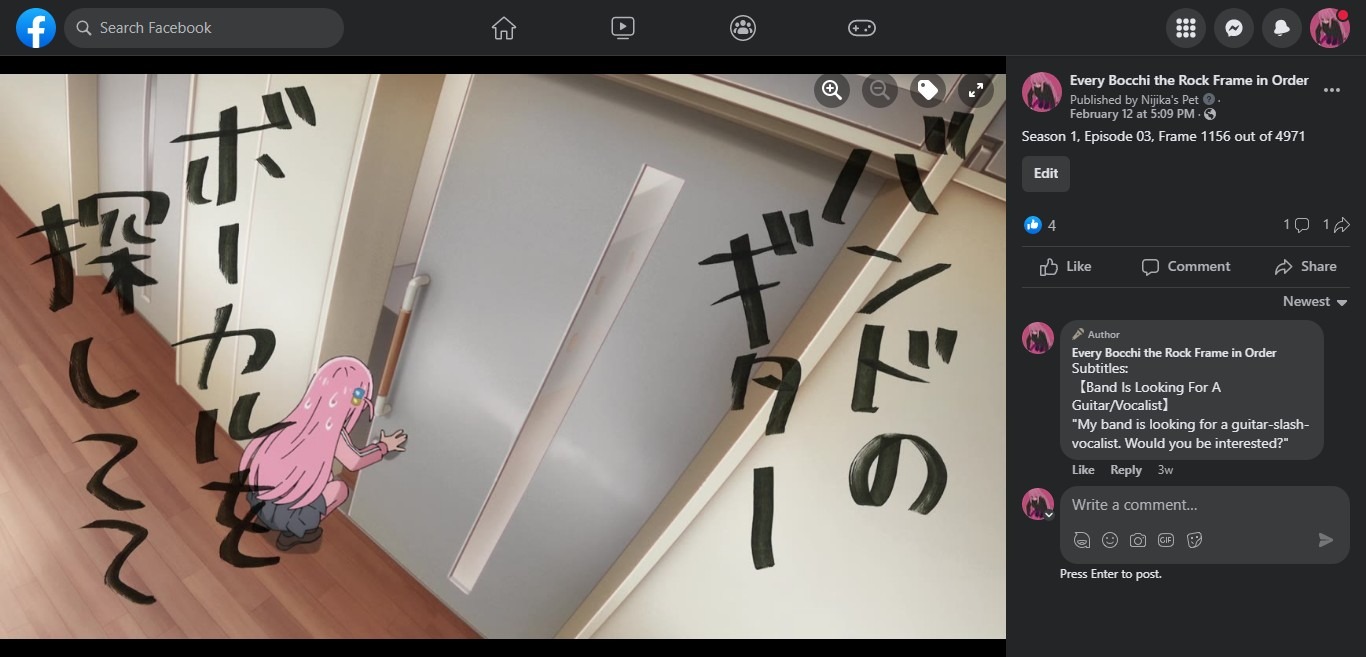 Search Facebook
バンドの
ギター
ボーカルも
探してて
Every Bocchi the Rock Frame in Order
Published by Nijika's Pet ·
February 12 at 5:09 PM ·
Season 1, Episode 03, Frame 1156 out of 4971
Edit
4
1 1
Like Comment Share
Newest
Author
Every Bocchi the Rock Frame in Order
Subtitles:
【Band Is Looking For A
Guitar/Vocalist】
"My band is looking for a guitar-slash-
vocalist. Would you be interested?"
Like Reply 3w
Write a comment…
GIF
Press Enter to post.